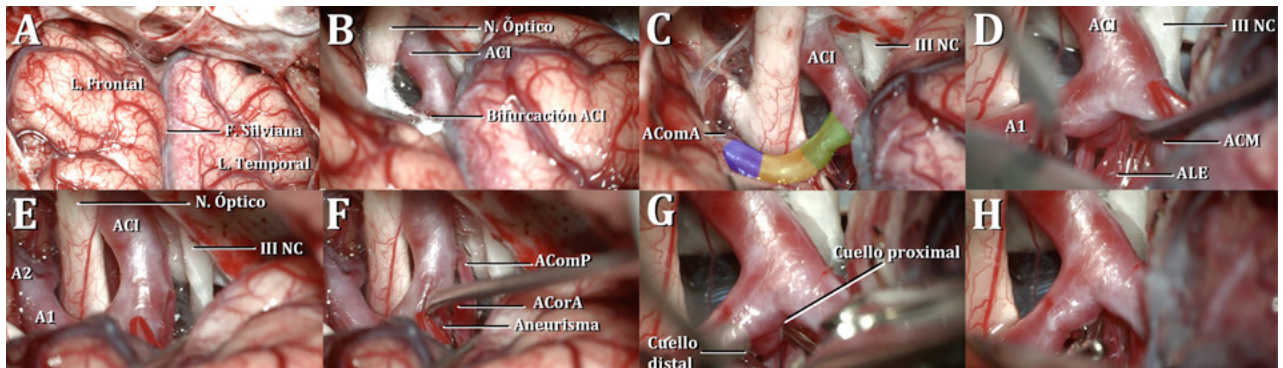 A
L. Frontal
F. Silviana
L. Temporal
B
N. Óptico
ACI
Bifurcación ACI
C
ACI
III NC
AComA
D
ACI
III NC
A1
ACM
ALE
E
N. Óptico
ACI
III NC
A2
A1
F
AComP
ACorA
Aneurisma
G
Cuello proximal
Cuello
distal
H